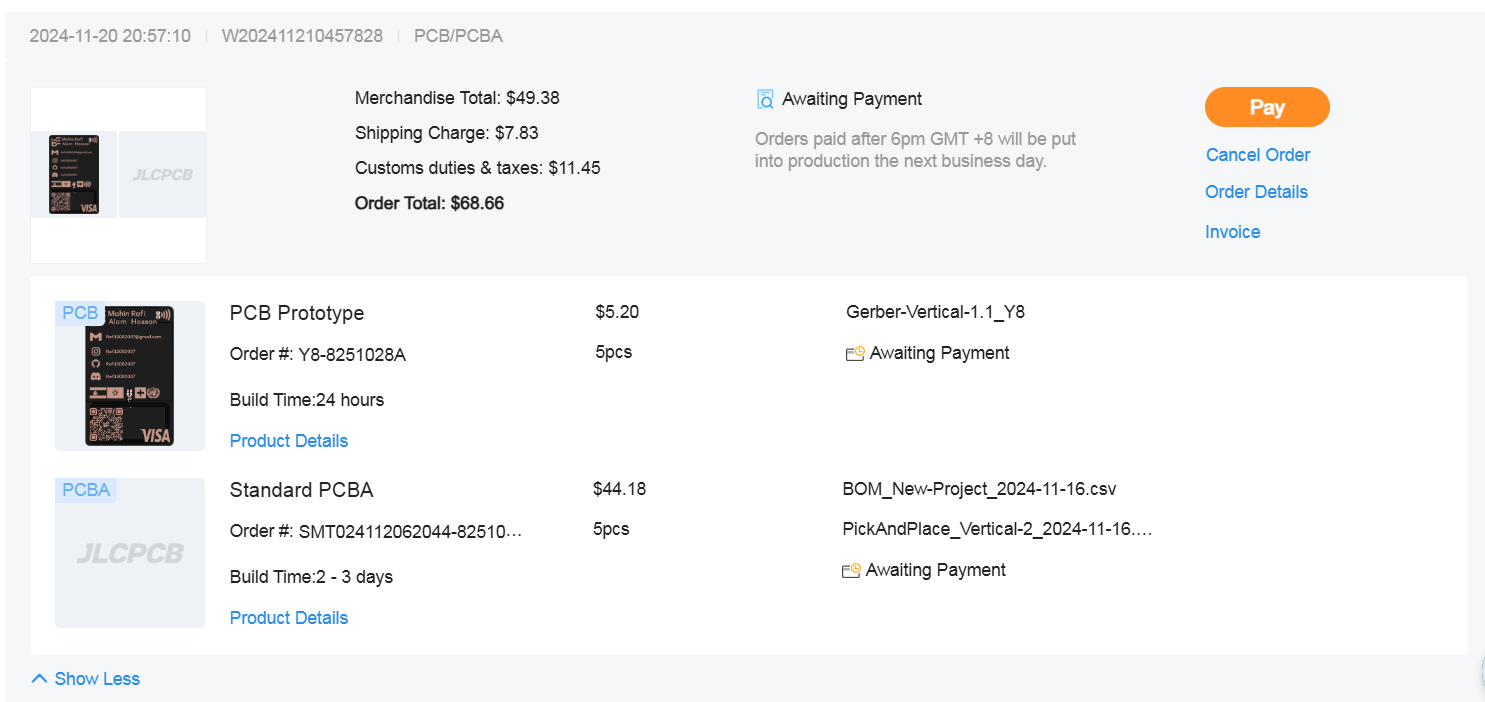 2024-11-20 20:57:10 | W202411210457828 | PCB/PCBA
Mahin Rafi
Alam Hassan
VISA
JLCPCB
Merchandise Total: $49.38
Shipping Charge: $7.83
Customs duties & taxes: $11.45
Order Total: $68.66
Awaiting Payment
Orders paid after 6pm GMT +8 will be put
into production the next business day.
Pay
Cancel Order
Order Details
Invoice
PCB
Mahin Rafi
Alam Hassan
VISA
PCB Prototype
$5.20
Gerber-Vertical-1.1_Y8
Order #: Y8-8251028A
5pcs
Awaiting Payment
Build Time:24 hours
Product Details
PCBA
JLCPCB
Standard PCBA
$44.18
BOM_New-Project_2024-11-16.csv
Order #: SMT024112062044-82510...
5pcs
PickAndPlace_Vertical-2_2024-11-16....
Build Time:2 - 3 days
Awaiting Payment
Product Details
Show Less